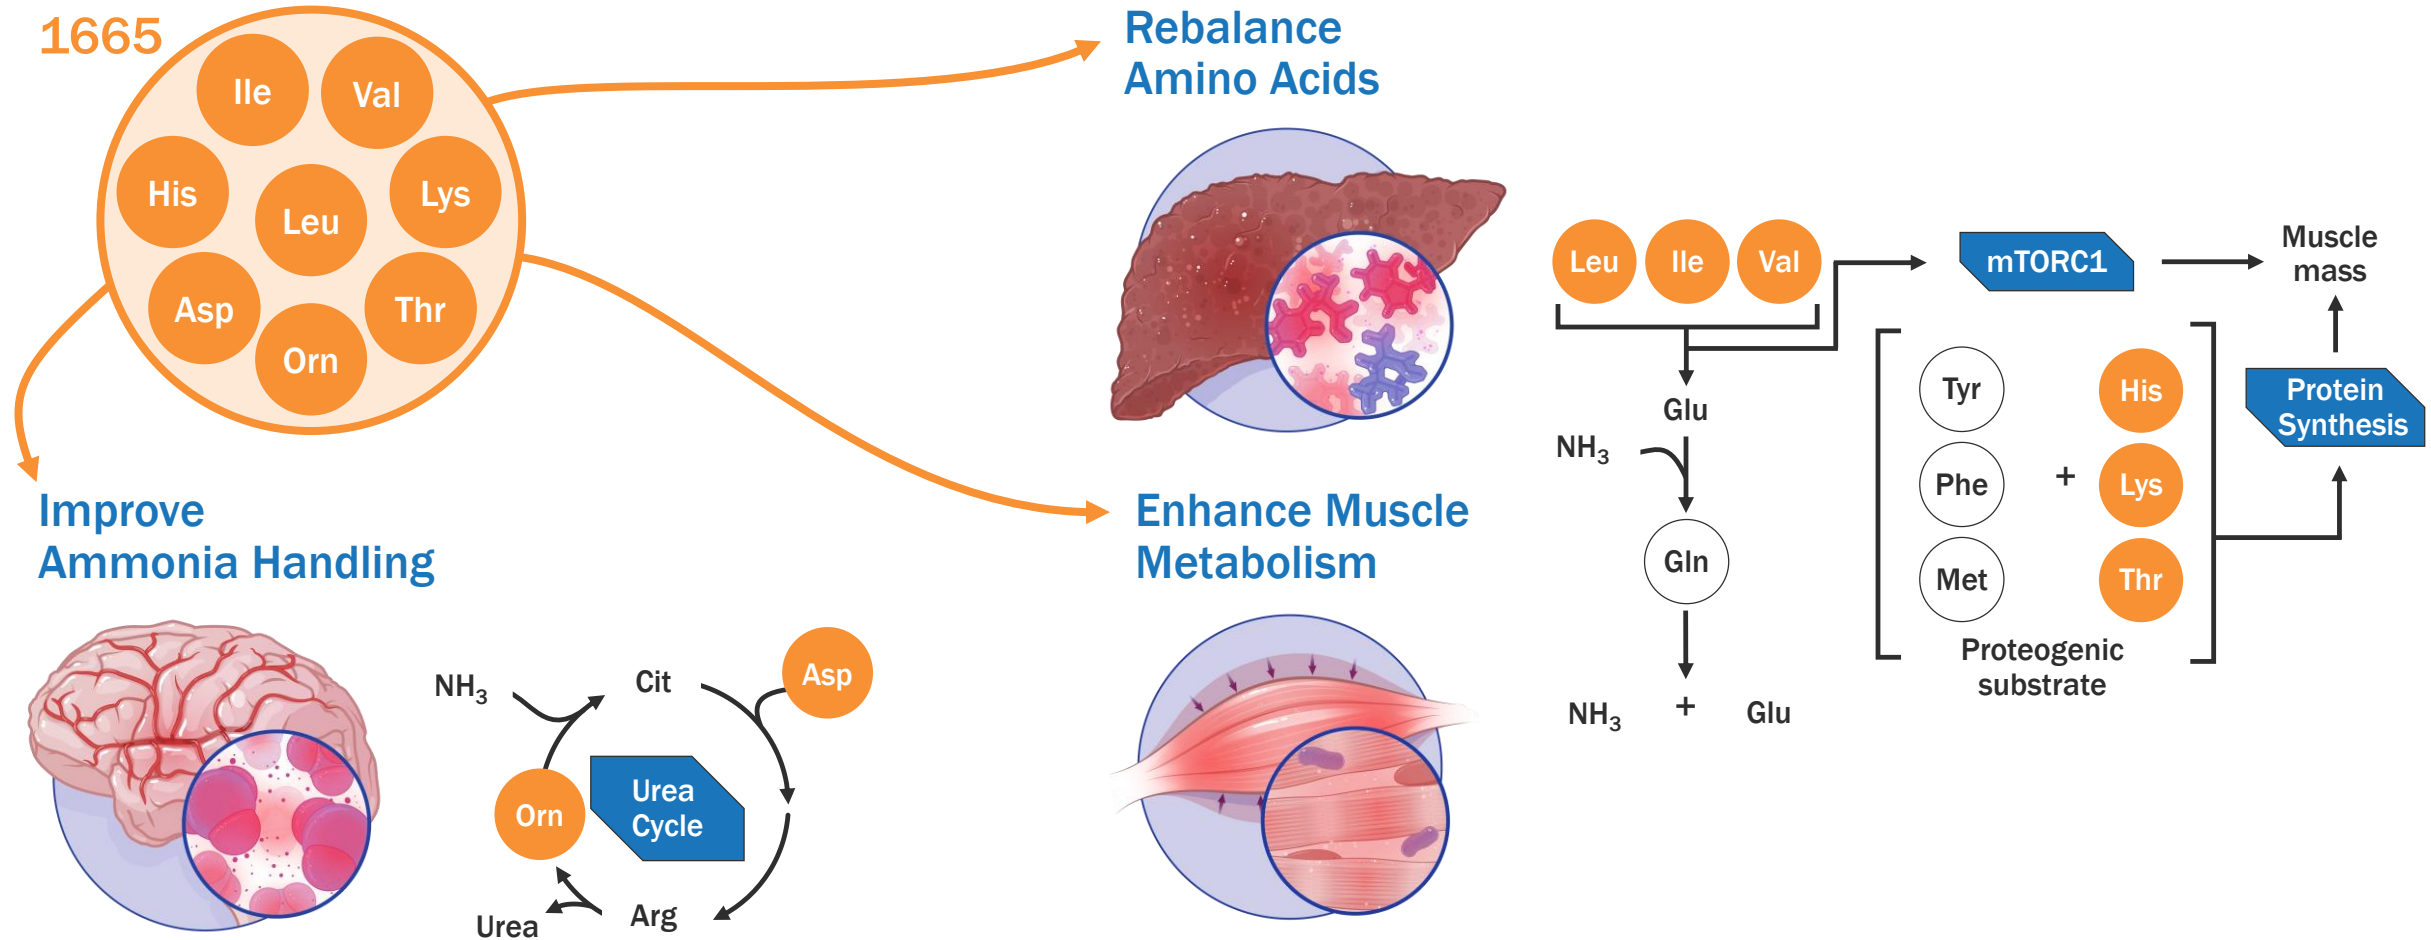 1665
Ile
Val
His
Leu
Lys
Asp
Orn
Thr
Rebalance
Amino Acids
Improve
Ammonia Handling
Enhance Muscle
Metabolism
NH3
Cit
Asp
Orn
Urea
Cycle
Urea
Arg
Leu
Ile
Val
mTORC1
Muscle
mass
Glu
NH3
Gln
NH3
+
Glu
Tyr
Phe
Met
+
His
Lys
Thr
Proteogenic
substrate
Protein
Synthesis